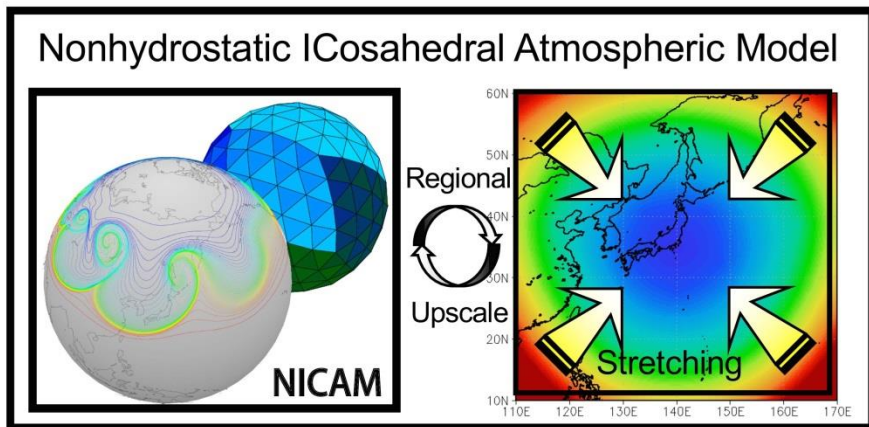 Nonhydrostatic ICosahedral Atmospheric Model
NICAM
Regional
Upscale
60N
50N
40N
30N
20N
10N
Stretching
110E 120E 130E 140E 150E 160E 170E